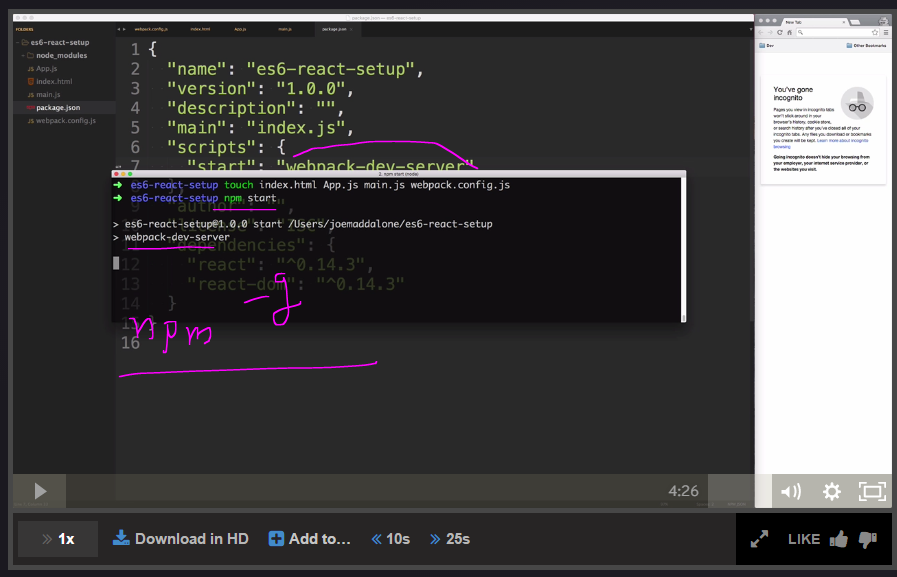 package.json — es6-react-setup
FOLDERS
es6-react-setup
node_modules
App.js
index.html
main.js
package.json
webpack.config.js
webpack.config.js index.html App.js main.js package.json
1 {
2 "name": "es6-react-setup",
3 "version": "1.0.0",
4 "description": "",
5 "main": "index.js",
6 "scripts": {
7 "start": "webpack-dev-server"
2. npm start (node)
➜ es6-react-setup touch index.html App.js main.js webpack.config.js
➜ es6-react-setup npm start
"author": "",
> es6-react-setup@1.0.0 start /Users/joemaddalone/es6-react-setup
> webpack-dev-server
"dependencies": {
12 "react": "^0.14.3",
13 "react-dom": "^0.14.3"
14 }
15 }
16
-g
npm
New Tab
Dev
Other Bookmarks
You've gone
incognito
Pages you view in incognito tabs
won't stick around in your
browser's history, cookie store,
or search history after you've closed all of your
incognito tabs. Any files you download or bookmarks
you create will be kept. Learn more about incognito
browsing
Going incognito doesn't hide your browsing from
your employer, your internet service provider, or
the websites you visit.
4:26
1x
Download in HD
Add to...
10s
25s
LIKE